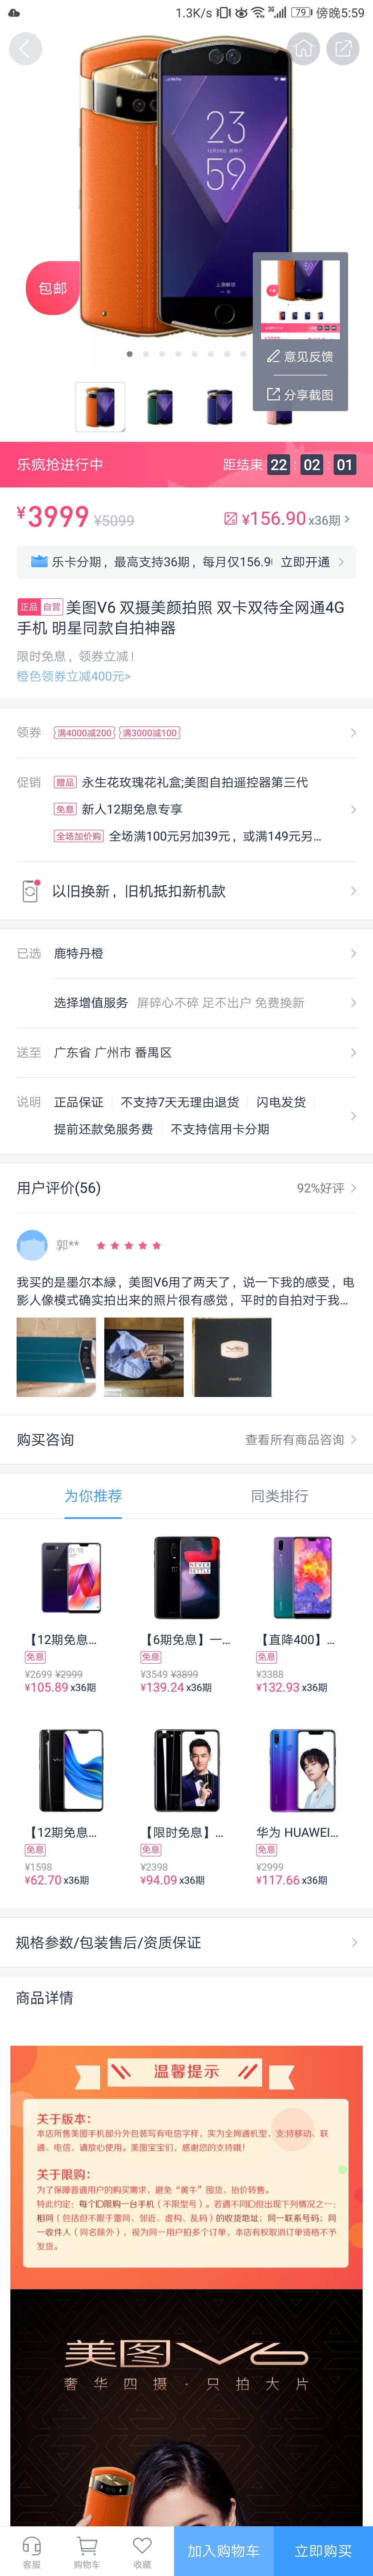 1.3K/s 3G 79 傍晚5:59
meitu
Meitu
23
59
上滑解锁
包邮
意见反馈
分享截图
乐疯抢进行中 距结束 22 : 02 : 01
¥3999 ¥5099 ¥156.90 x36期
乐卡分期，最高支持36期，每月仅156.9 立即开通
正品 自营 美图V6 双摄美颜拍照 双卡双待全网通4G
手机 明星同款自拍神器
限时免息，领券立减！
橙色领券立减400元>
领券 满4000减200 满3000减100
促销 赠品 永生花玫瑰花礼盒;美图自拍遥控器第三代
免息 新人12期免息专享
全场加价购 全场满100元另加39元，或满149元另...
以旧换新，旧机抵扣新机款
已选 鹿特丹橙
选择增值服务 屏碎心不碎 足不出户 免费换新
送至 广东省 广州市 番禺区
说明 正品保证 不支持7天无理由退货 闪电发货
提前还款免服务费 不支持信用卡分期
用户评价(56) 92%好评
郭**
我买的是墨尔本緑，美图V6用了两天了，说一下我的感受，电
影人像模式确实拍出来的照片很有感觉，平时的自拍对于我...
V6
meitu
购买咨询 查看所有商品咨询
为你推荐 同类排行
NEVER
SETTLE
【12期免息... 【6期免息】一... 【直降400】...
免息 免息 免息
¥2699 ¥2999 ¥3549 ¥3899 ¥3388
¥105.89 x36期 ¥139.24 x36期 ¥132.93 x36期
vivo
【12期免息... 【限时免息】... 华为 HUAWEI...
免息 免息 免息
¥1598 ¥2398 ¥2999
¥62.70 x36期 ¥94.09 x36期 ¥117.66 x36期
规格参数/包装售后/资质保证
商品详情
温馨提示
关于版本：
本店所售美图手机部分外包装写有电信字样，实为全网通机型，支持移动、联
通、电信，请放心使用。美图宝宝们，感谢您的支持哦！
关于限购：
为了保障普通用户的购买需求，避免“黄牛”囤货，抬价转售。
特此约定：每个ID限购一台手机（不限型号）。若遇不同ID但出现下列情况之一：
相同（包括但不限于雷同、邻近、虚构、乱码）的收货地址；同一联系号码；同
一收件人（同名除外），视为同一用户拍多个订单，本店有权取消订单资格不予
发货。
美图V6
奢华四摄·只拍大片
客服 购物车 收藏 加入购物车 立即购买